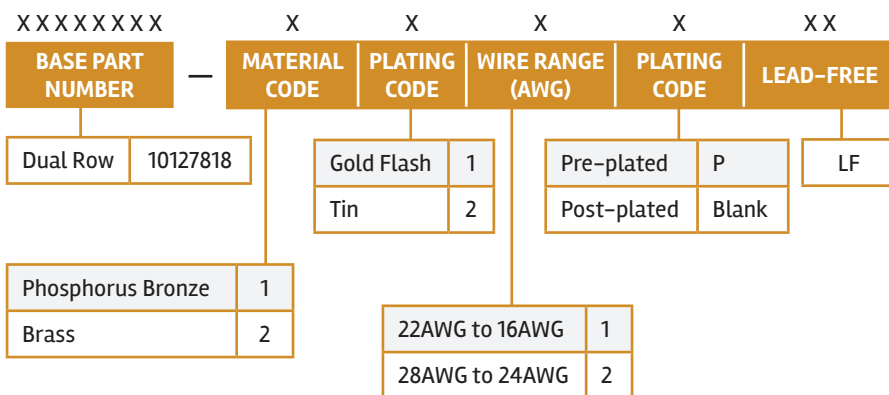 XXXXXXXX X X X X XX
BASE PART NUMBER — MATERIAL CODE PLATING CODE WIRE RANGE (AWG) PLATING CODE LEAD-FREE
Dual Row 10127818
Gold Flash 1
Tin 2
Pre-plated P
Post-plated Blank
LF
Phosphorus Bronze 1
Brass 2
22AWG to 16AWG 1
28AWG to 24AWG 2